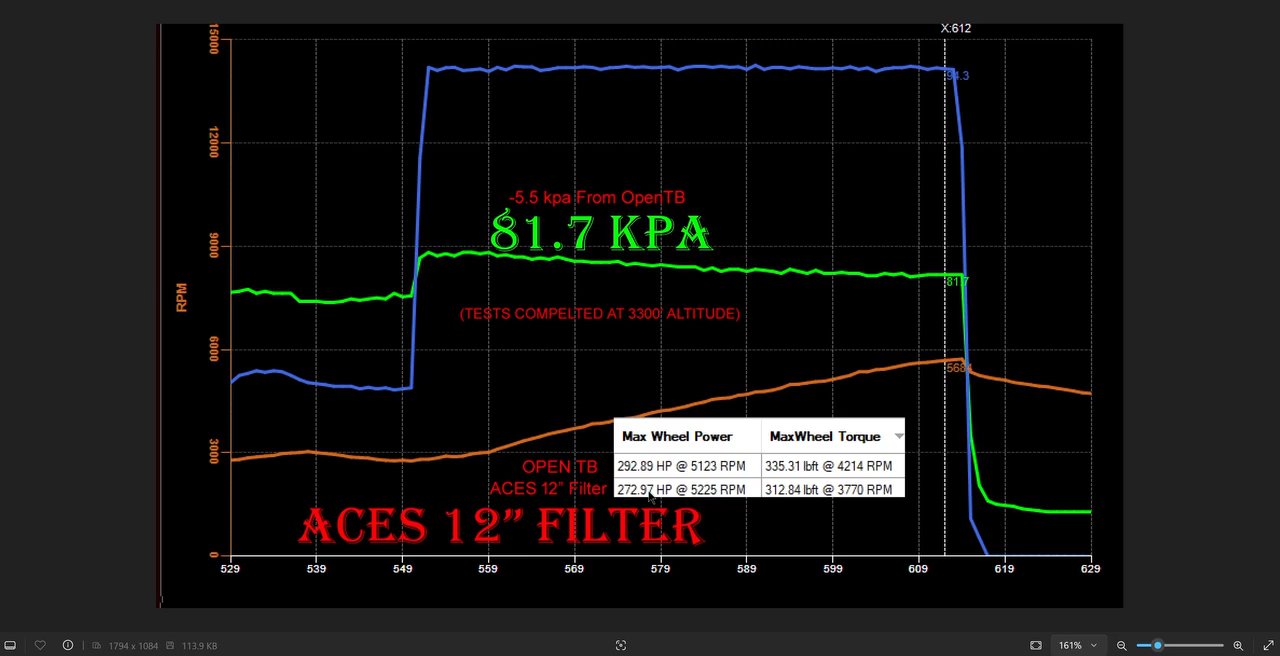 X:612
15000
94.3
12000
-5.5 kpa From OpenTB
81.7 KPA
9000
81.7
RPM
(TESTS COMPELTED AT 3300' ALTITUDE)
6000
5684
Max Wheel Power MaxWheel Torque
3000
OPEN TB 292.89 HP @ 5123 RPM 335.31 lbft @ 4214 RPM
ACES 12" Filter 272.97 HP @ 5225 RPM 312.84 lbft @ 3770 RPM
ACES 12” FILTER
0
529 539 549 559 569 579 589 599 609 619 629
1794 x 1084 113.9 KB 161%